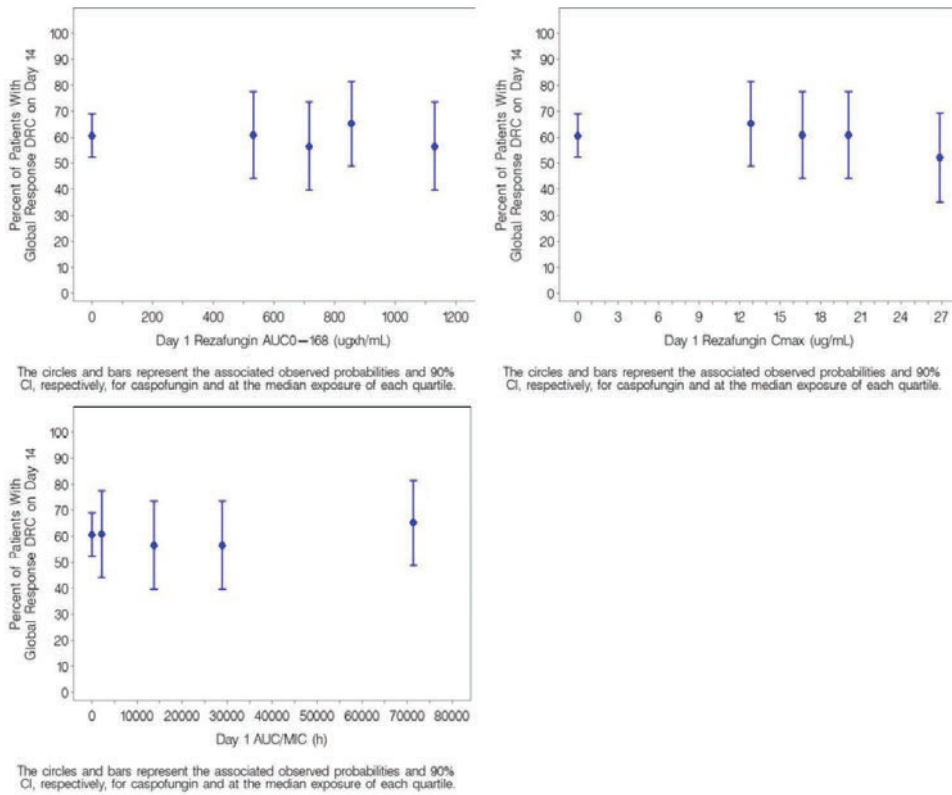 Percent of Patients With
Global Response DRC on Day 14
100
90
80
70
60
50
40
30
20
10
0
0 200 400 600 800 1000 1200
Day 1 Rezafungin AUC0—168 (ugxh/mL)
The circles and bars represent the associated observed probabilities and 90%
CI, respectively, for caspofungin and at the median exposure of each quartile.
Percent of Patients With
Global Response DRC on Day 14
100
90
80
70
60
50
40
30
20
10
0
0 3 6 9 12 15 18 21 24 27
Day 1 Rezafungin Cmax (ug/mL)
The circles and bars represent the associated observed probabilities and 90%
CI, respectively, for caspofungin and at the median exposure of each quartile.
Percent of Patients With
Global Response DRC on Day 14
100
90
80
70
60
50
40
30
20
10
0
0 10000 20000 30000 40000 50000 60000 70000 80000
Day 1 AUC/MIC (h)
The circles and bars represent the associated observed probabilities and 90%
CI, respectively, for caspofungin and at the median exposure of each quartile.